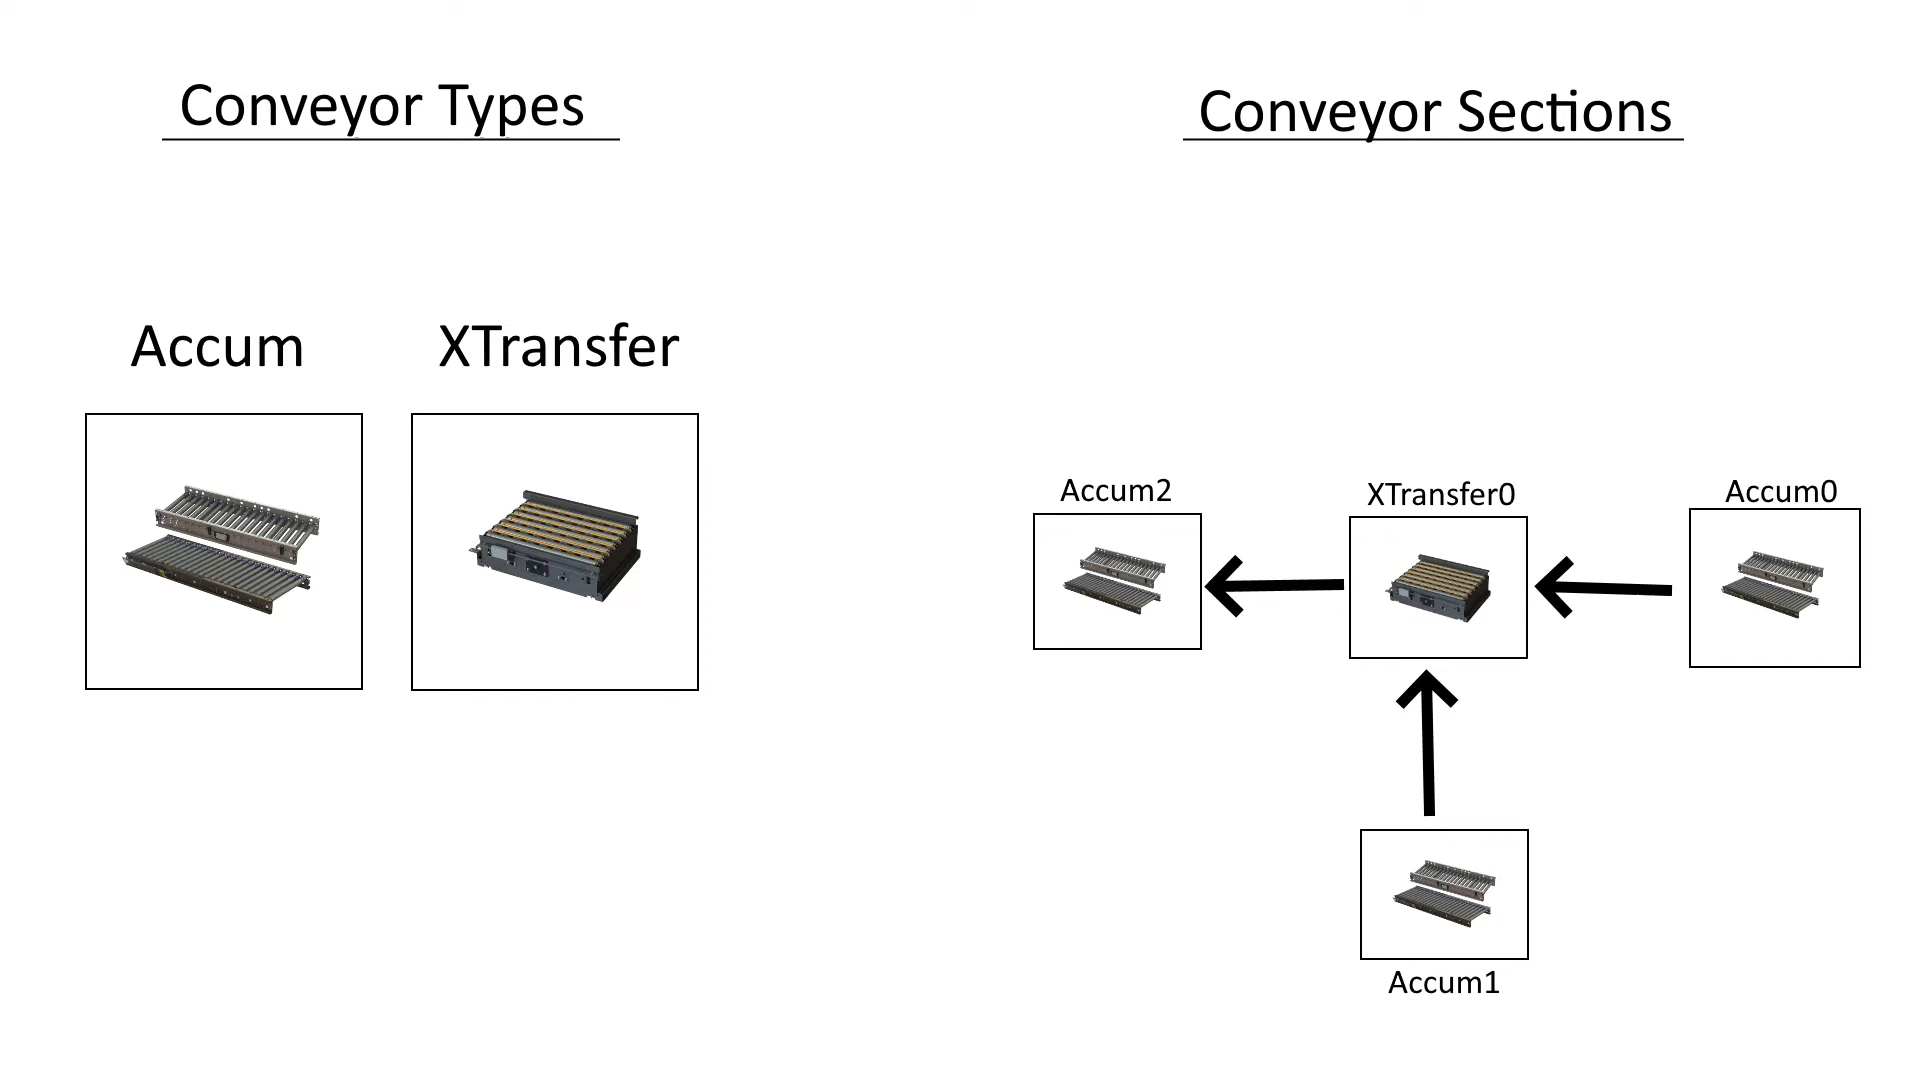 Conveyor Types
Conveyor Sections
Accum
XTransfer
Accum2
XTransfer0
Accum0
Accum1